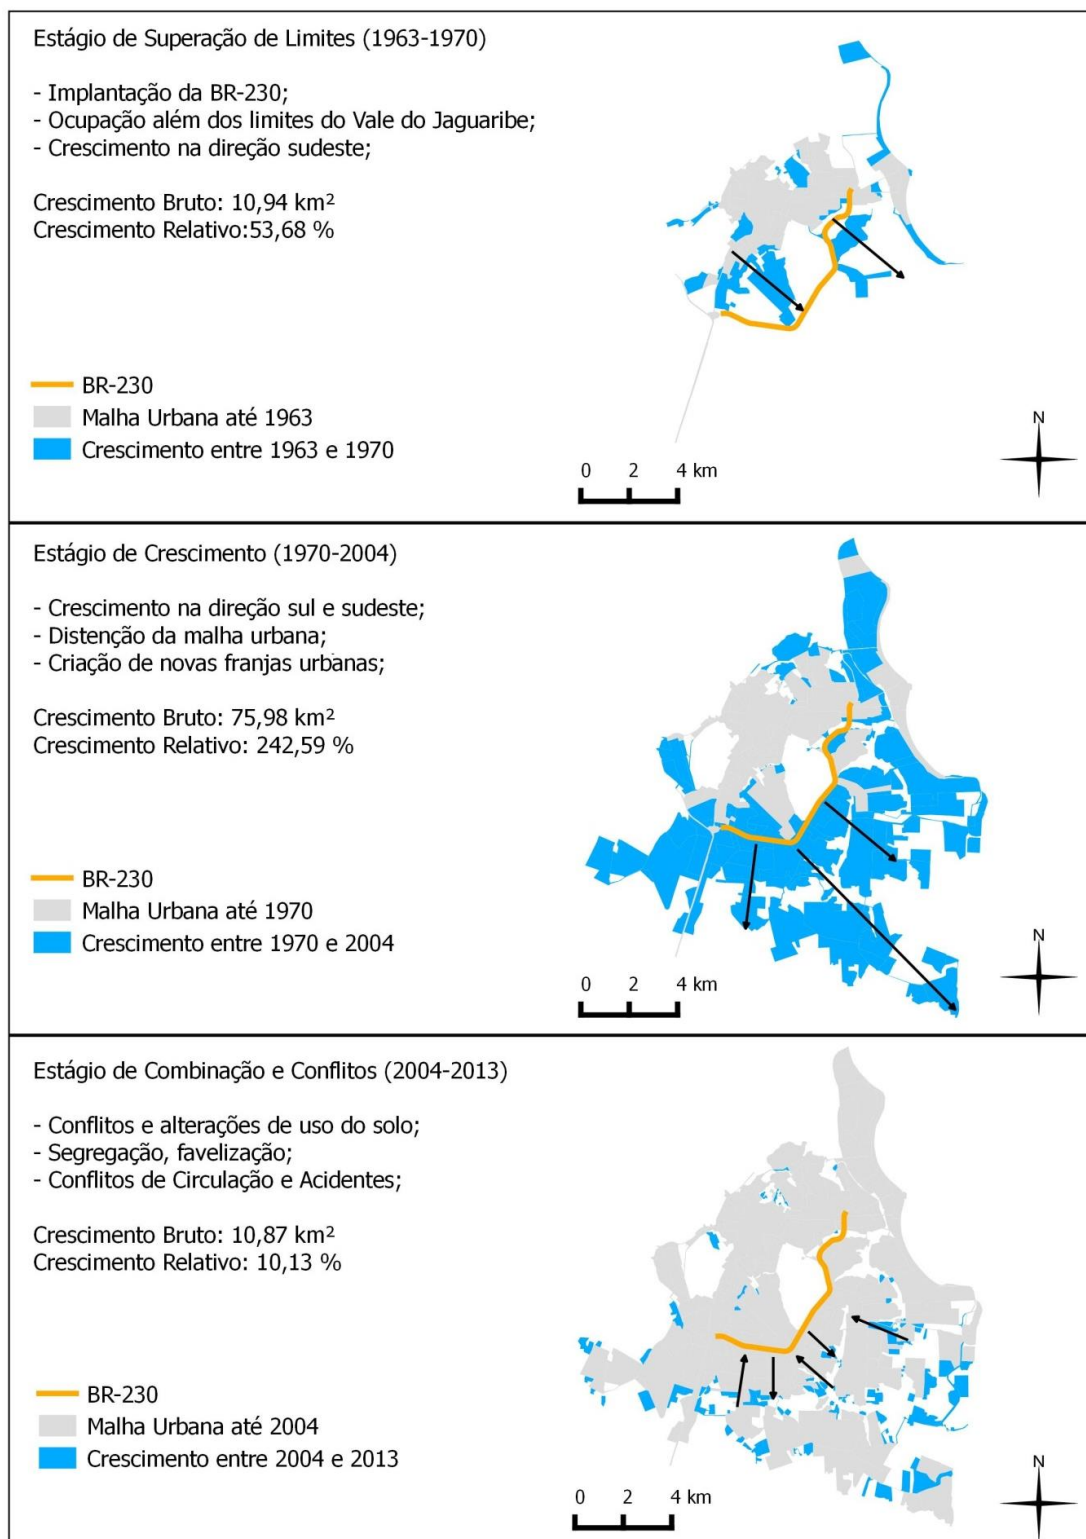 Estágio de Superação de Limites (1963-1970)
- Implantação da BR-230;
- Ocupação além dos limites do Vale do Jaguaribe;
- Crescimento na direção sudeste;
Crescimento Bruto: 10,94 km²
Crescimento Relativo:53,68 %
BR-230
Malha Urbana até 1963
Crescimento entre 1963 e 1970
0 2 4 km
N
Estágio de Crescimento (1970-2004)
- Crescimento na direção sul e sudeste;
- Distenção da malha urbana;
- Criação de novas franjas urbanas;
Crescimento Bruto: 75,98 km²
Crescimento Relativo: 242,59 %
BR-230
Malha Urbana até 1970
Crescimento entre 1970 e 2004
0 2 4 km
N
Estágio de Combinação e Conflitos (2004-2013)
- Conflitos e alterações de uso do solo;
- Segregação, favelização;
- Conflitos de Circulação e Acidentes;
Crescimento Bruto: 10,87 km²
Crescimento Relativo: 10,13 %
BR-230
Malha Urbana até 2004
Crescimento entre 2004 e 2013
0 2 4 km
N